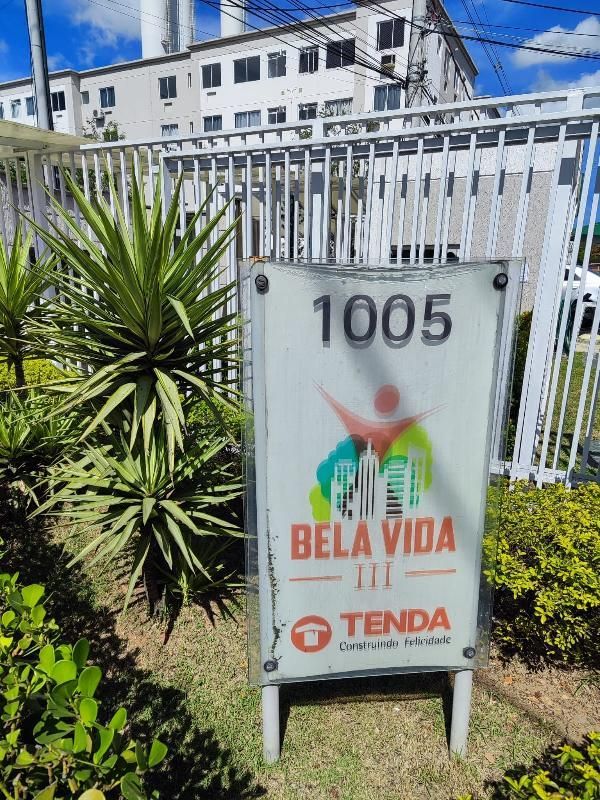 1005
BELA VIDA
III
TENDA
Construindo Felicidade